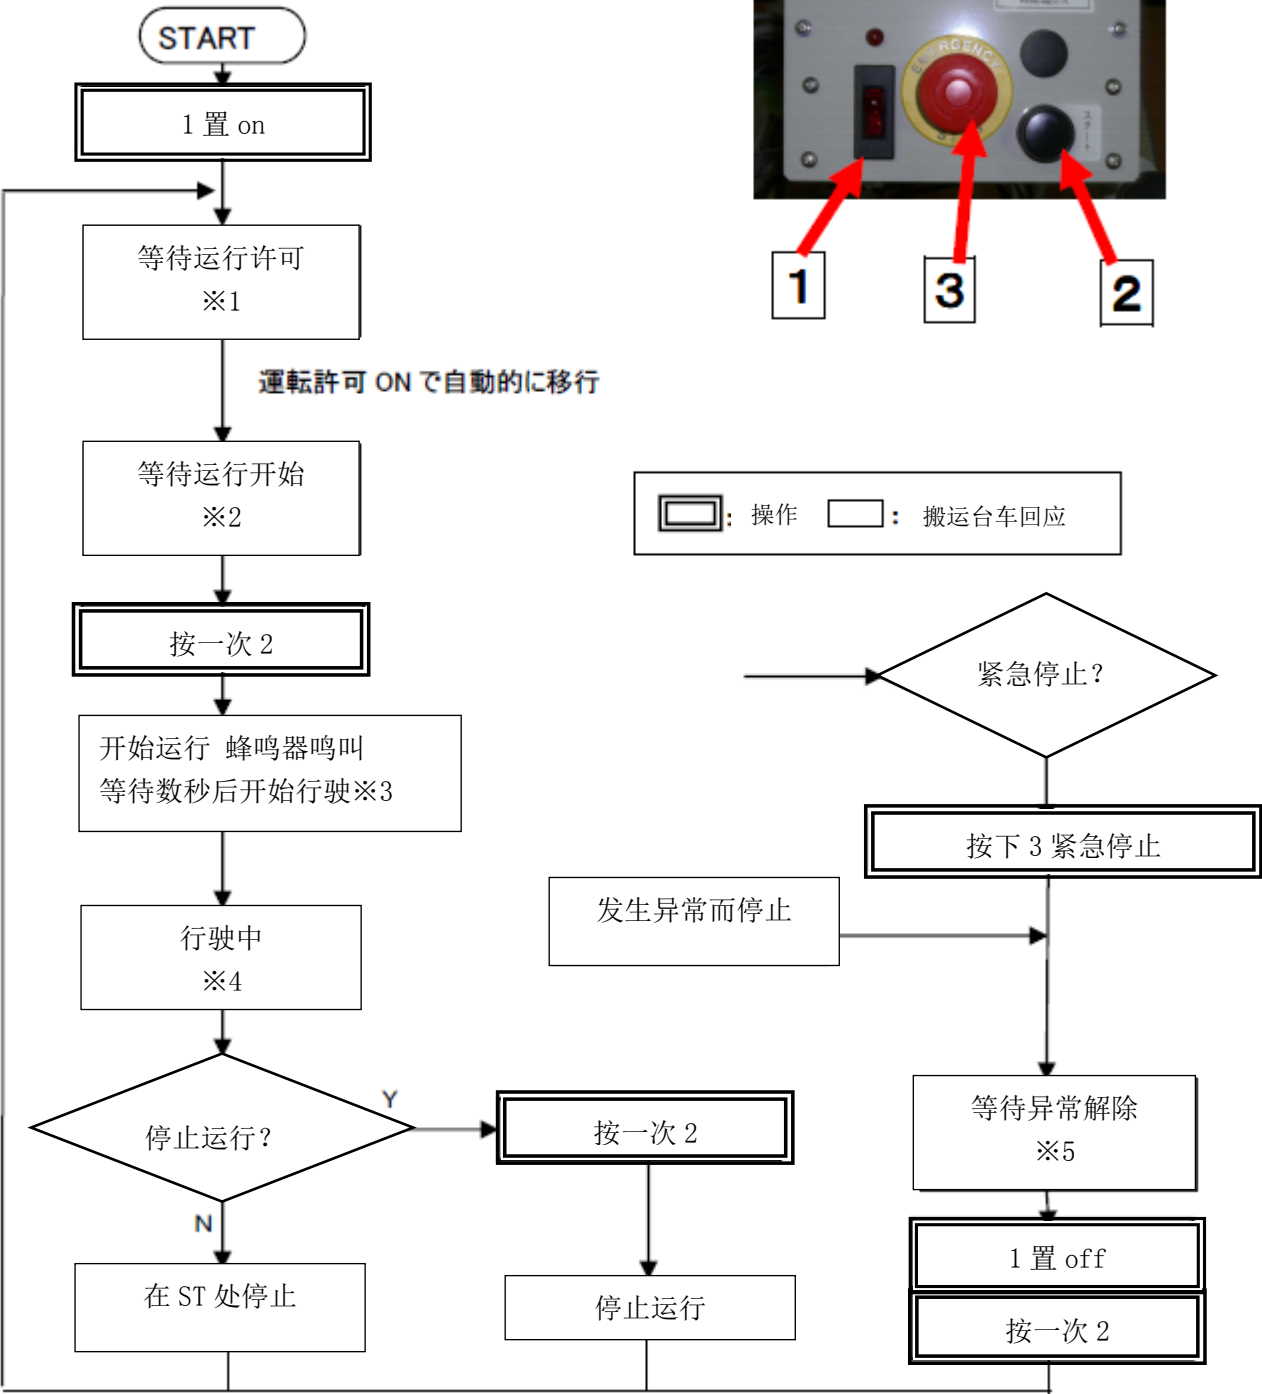 START
1 置 on
等待运行许可
※1
運転許可 ON で自動的に移行
等待运行开始
※2
按一次 2
开始运行 蜂鸣器鸣叫
等待数秒后开始行驶※3
行驶中
※4
停止运行?
Y
N
在 ST 处停止
按一次 2
停止运行
EMERGENCY
スタート
1
3
2
: 操作
: 搬运台车回应
紧急停止?
按下 3 紧急停止
发生异常而停止
等待异常解除
※5
1 置 off
按一次 2